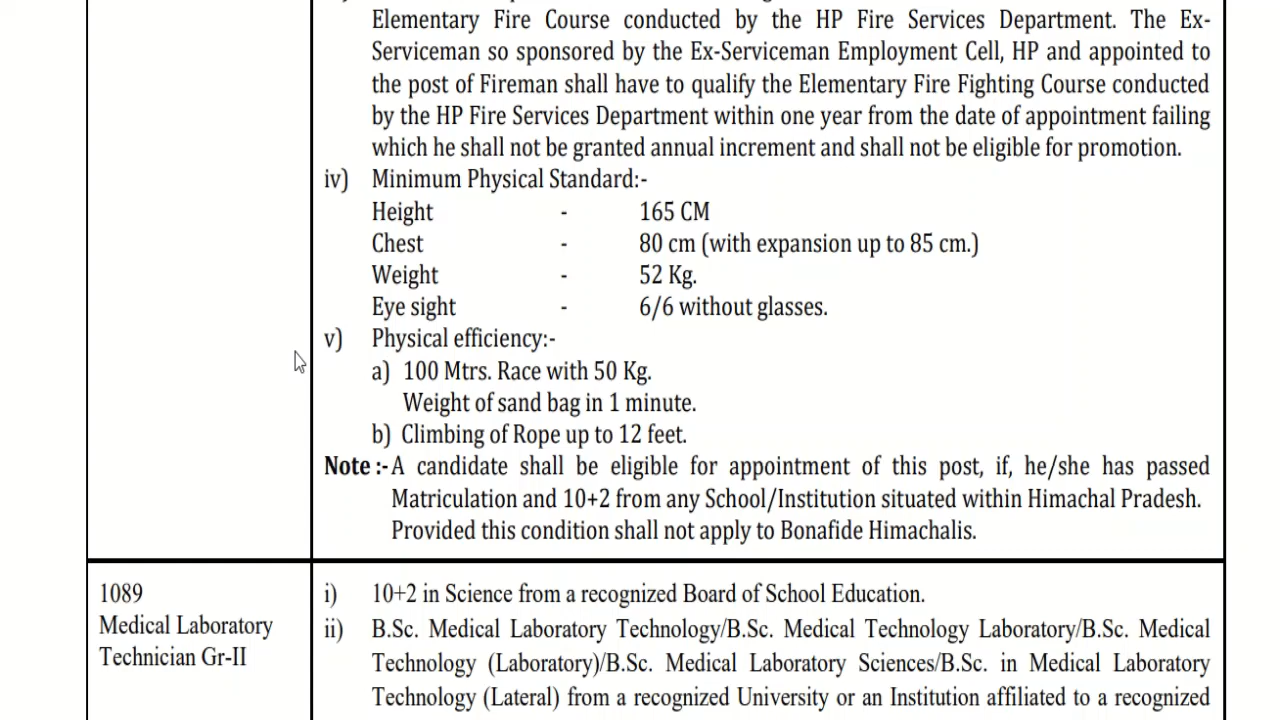 Elementary Fire Course conducted by the HP Fire Services Department. The Ex-
Serviceman so sponsored by the Ex-Serviceman Employment Cell, HP and appointed to
the post of Fireman shall have to qualify the Elementary Fire Fighting Course conducted
by the HP Fire Services Department within one year from the date of appointment failing
which he shall not be granted annual increment and shall not be eligible for promotion.
iv) Minimum Physical Standard:-
Height - 165 CM
Chest - 80 cm (with expansion up to 85 cm.)
Weight - 52 Kg.
Eye sight - 6/6 without glasses.
v) Physical efficiency:-
a) 100 Mtrs. Race with 50 Kg.
Weight of sand bag in 1 minute.
b) Climbing of Rope up to 12 feet.
Note :- A candidate shall be eligible for appointment of this post, if, he/she has passed
Matriculation and 10+2 from any School/Institution situated within Himachal Pradesh.
Provided this condition shall not apply to Bonafide Himachalis.
1089
Medical Laboratory
Technician Gr-II
i) 10+2 in Science from a recognized Board of School Education.
ii) B.Sc. Medical Laboratory Technology/B.Sc. Medical Technology Laboratory/B.Sc. Medical
Technology (Laboratory)/B.Sc. Medical Laboratory Sciences/B.Sc. in Medical Laboratory
Technology (Lateral) from a recognized University or an Institution affiliated to a recognized